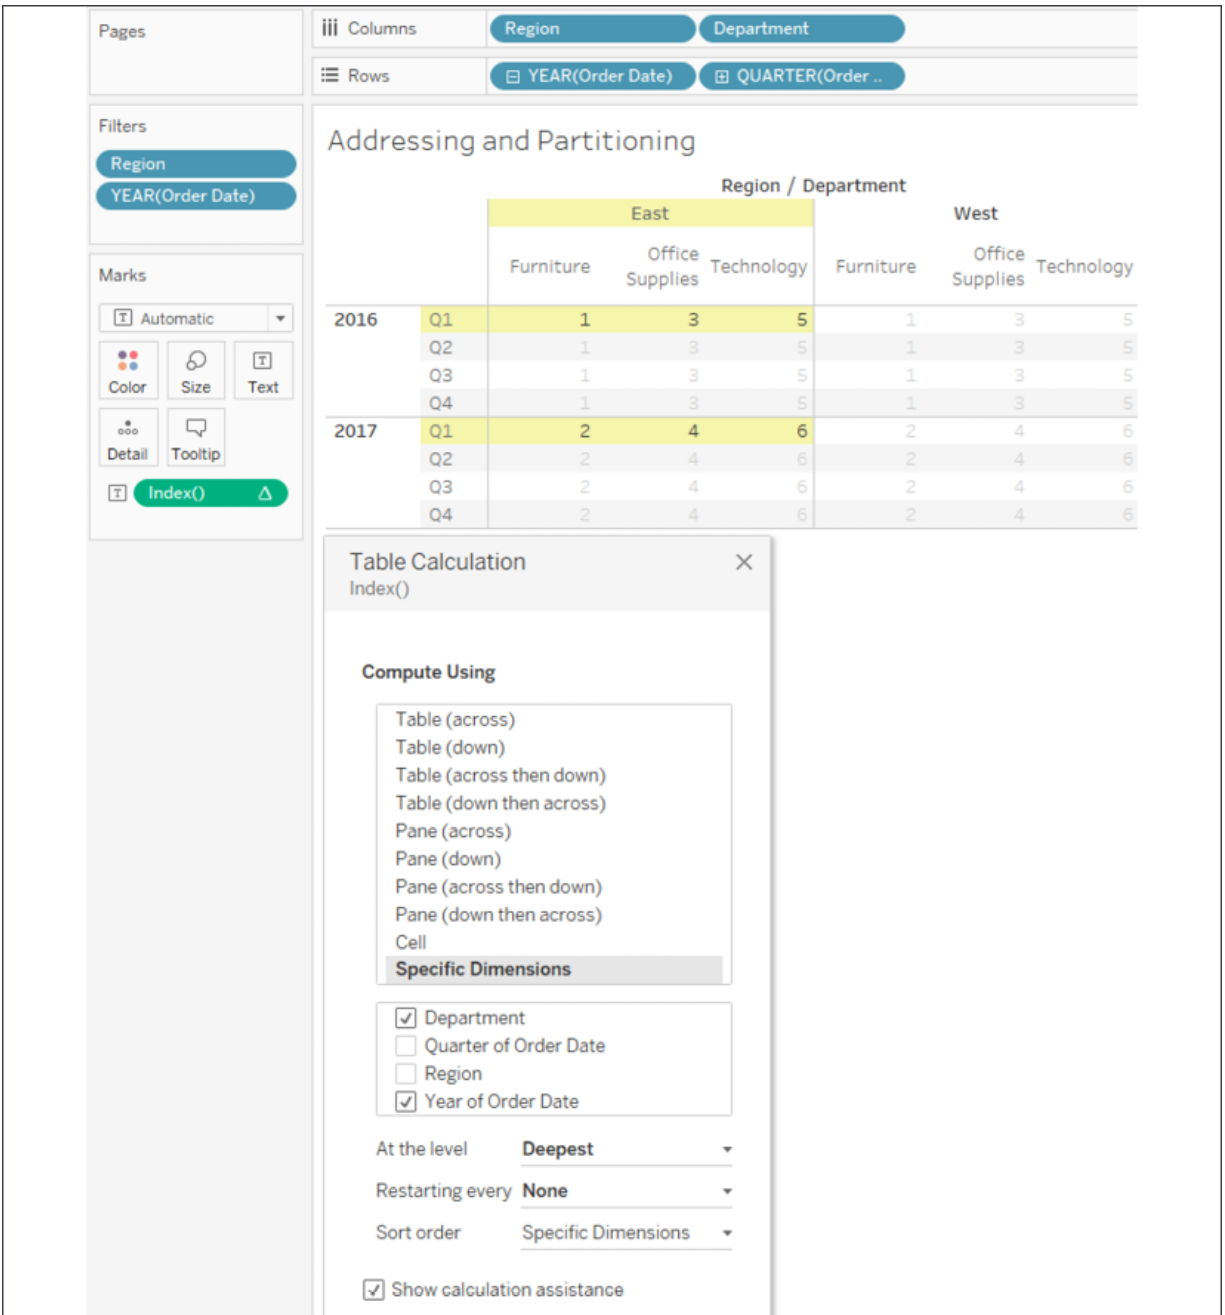 Pages
Columns Region Department
Rows YEAR(Order Date) QUARTER(Order ..
Filters
Region
YEAR(Order Date)
Marks
Automatic
Color Size Text
Detail Tooltip
Index()
Addressing and Partitioning
Region / Department
East West
Furniture Office Supplies Technology Furniture Office Supplies Technology
2016 Q1 1 3 5 1 3 5
Q2 1 3 5 1 3 5
Q3 1 3 5 1 3 5
Q4 1 3 5 1 3 5
2017 Q1 2 4 6 2 4 6
Q2 2 4 6 2 4 6
Q3 2 4 6 2 4 6
Q4 2 4 6 2 4 6
Table Calculation
Index()
Compute Using
Table (across)
Table (down)
Table (across then down)
Table (down then across)
Pane (across)
Pane (down)
Pane (across then down)
Pane (down then across)
Cell
Specific Dimensions
Department
Quarter of Order Date
Region
Year of Order Date
At the level Deepest
Restarting every None
Sort order Specific Dimensions
Show calculation assistance